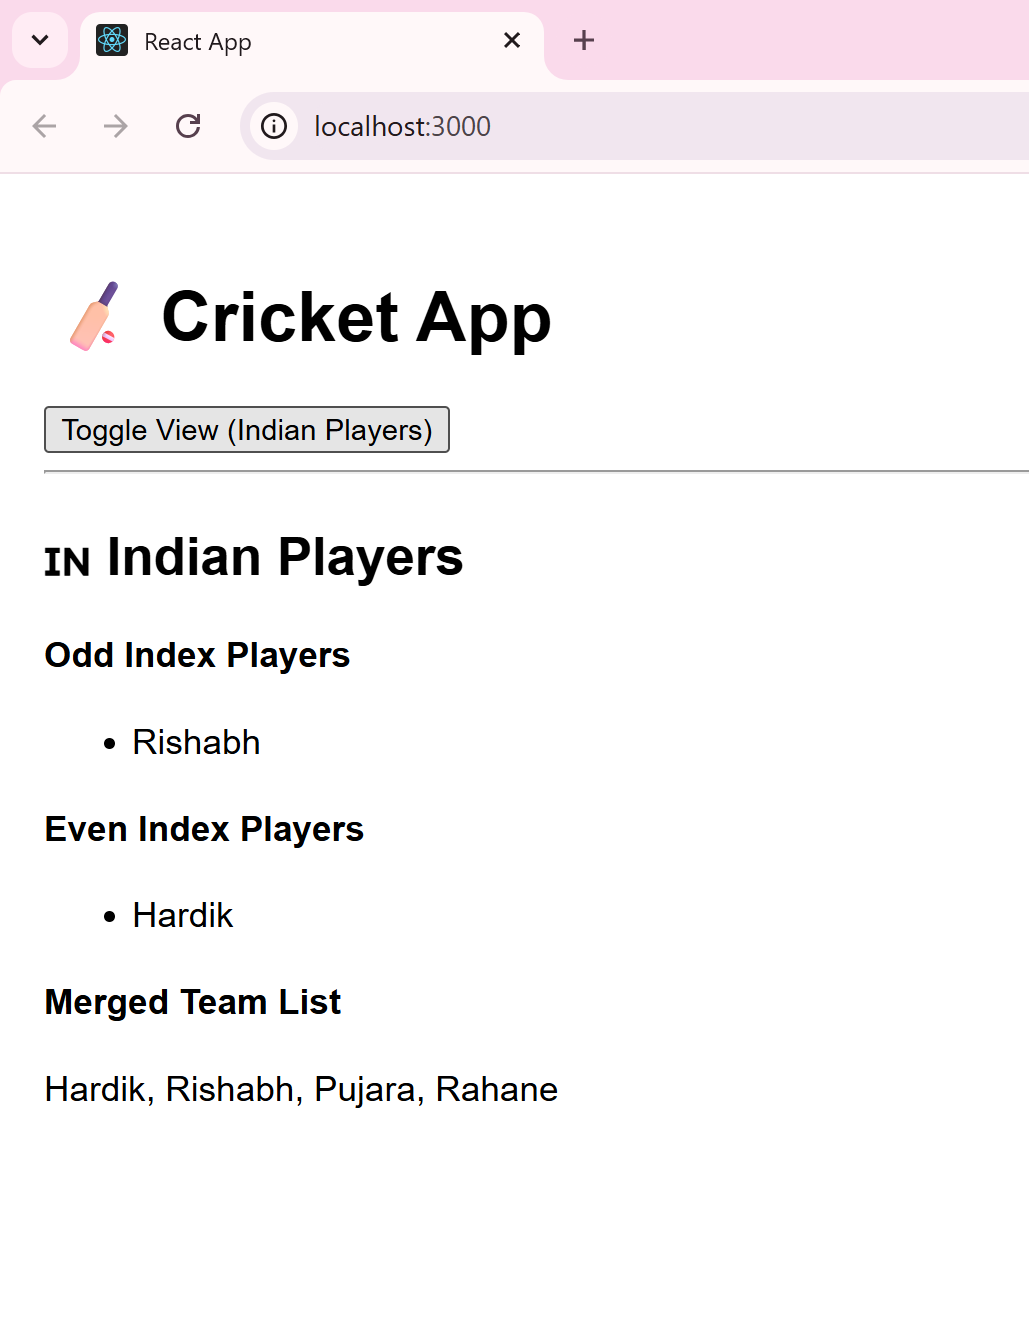 React App
localhost:3000
🏏 Cricket App
Toggle View (Indian Players)
IN Indian Players
Odd Index Players
• Rishabh
Even Index Players
• Hardik
Merged Team List
Hardik, Rishabh, Pujara, Rahane